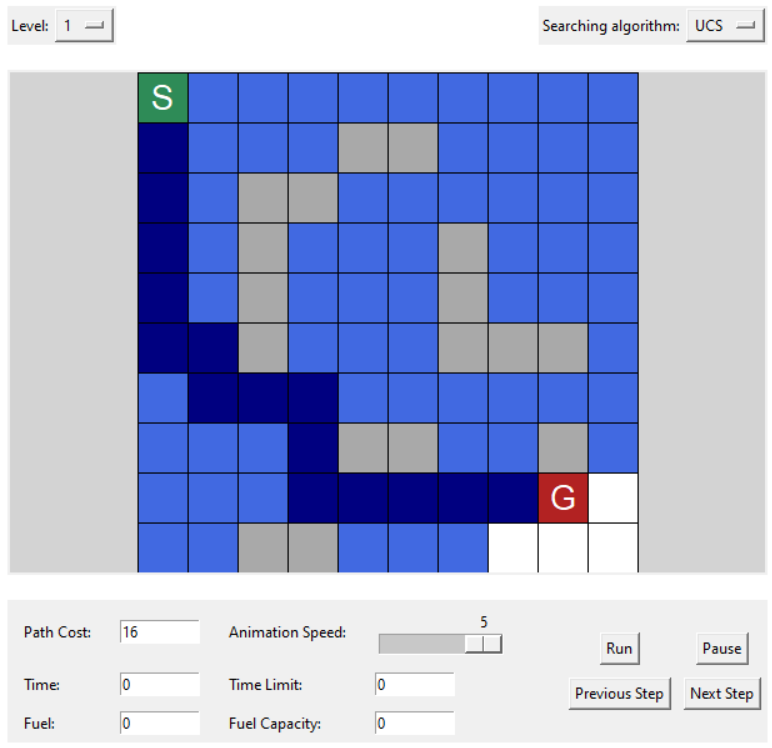 Level: 1 Searching algorithm: UCS
S
G
Path Cost: 16 Animation Speed: 5
Run Pause
Time: 0 Time Limit: 0
Previous Step Next Step
Fuel: 0 Fuel Capacity: 0